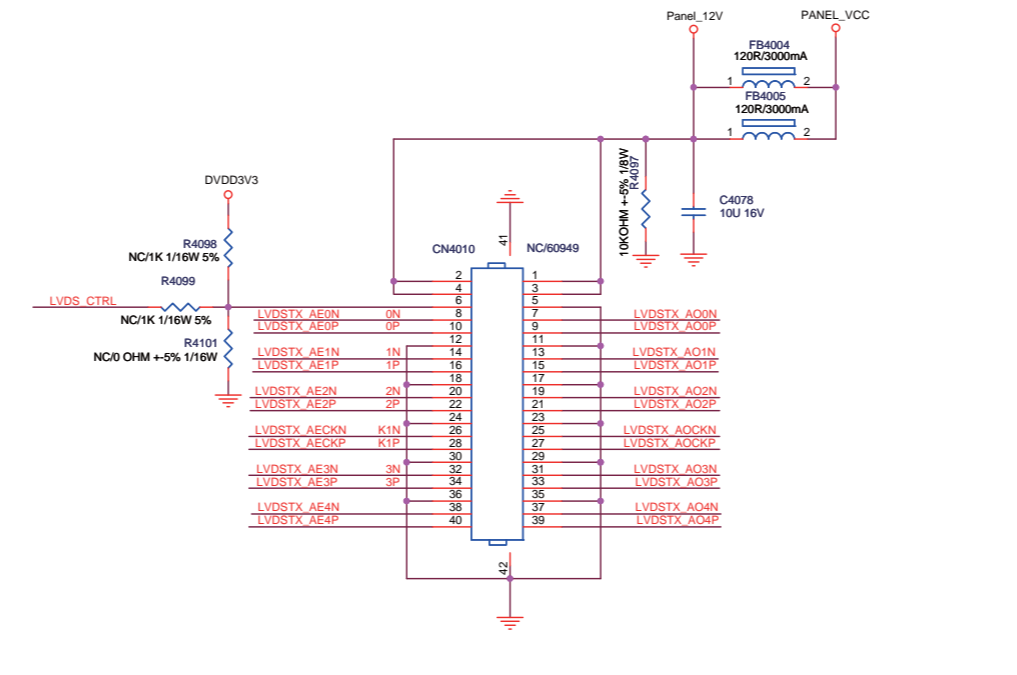 Panel_12V
PANEL_VCC
FB4004
120R/3000mA
1 2
FB4005
120R/3000mA
1 2
10KOHM +-5% 1/8W
R4097
C4078
10U 16V
DVDD3V3
R4098
NC/1K 1/16W 5%
R4099
LVDS_CTRL
NC/1K 1/16W 5%
R4101
NC/0 OHM +-5% 1/16W
41
CN4010 NC/60949
2 1
4 3
6 5
LVDSTX_AE0N 0N 8 7 LVDSTX_AO0N
LVDSTX_AE0P 0P 10 9 LVDSTX_AO0P
12 11
LVDSTX_AE1N 1N 14 13 LVDSTX_AO1N
LVDSTX_AE1P 1P 16 15 LVDSTX_AO1P
18 17
LVDSTX_AE2N 2N 20 19 LVDSTX_AO2N
LVDSTX_AE2P 2P 22 21 LVDSTX_AO2P
24 23
LVDSTX_AECKN K1N 26 25 LVDSTX_AOCKN
LVDSTX_AECKP K1P 28 27 LVDSTX_AOCKP
30 29
LVDSTX_AE3N 3N 32 31 LVDSTX_AO3N
LVDSTX_AE3P 3P 34 33 LVDSTX_AO3P
36 35
LVDSTX_AE4N 38 37 LVDSTX_AO4N
LVDSTX_AE4P 40 39 LVDSTX_AO4P
42